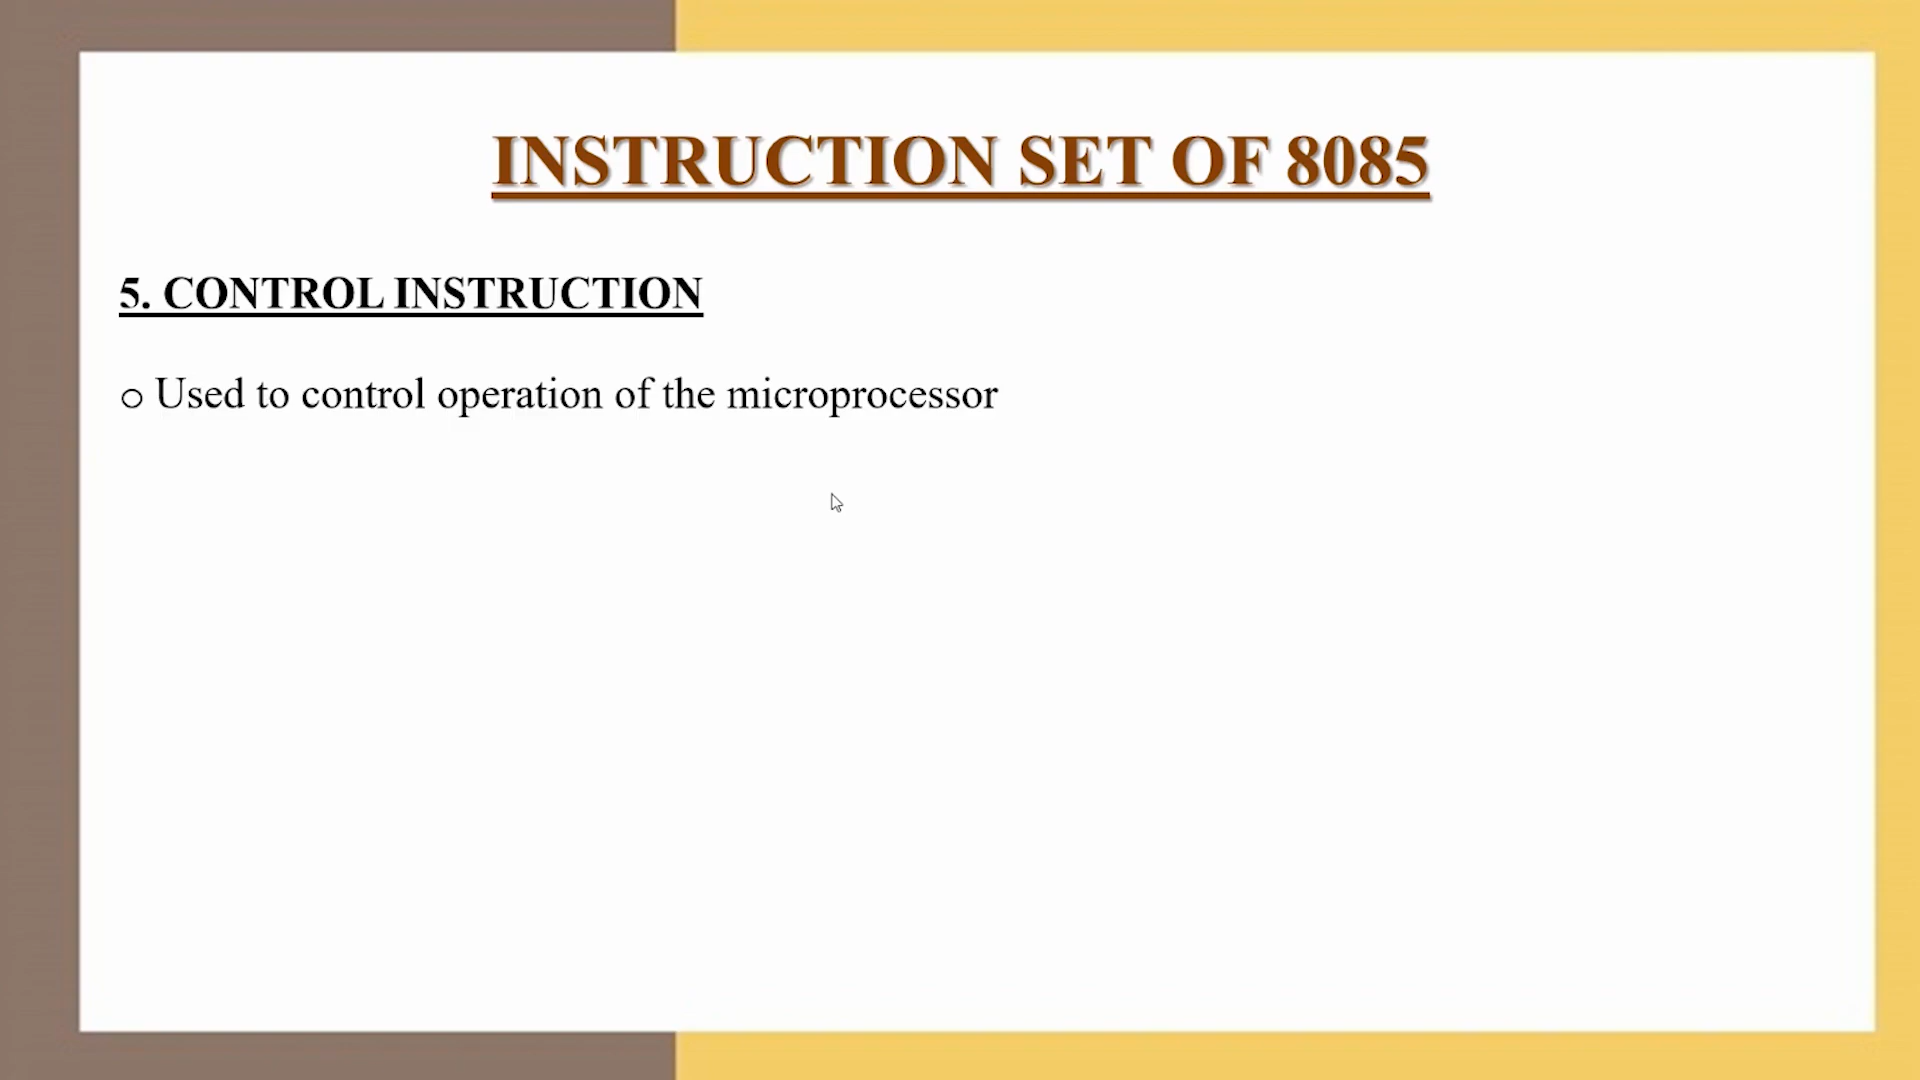 INSTRUCTION SET OF 8085
5. CONTROL INSTRUCTION
o Used to control operation of the microprocessor